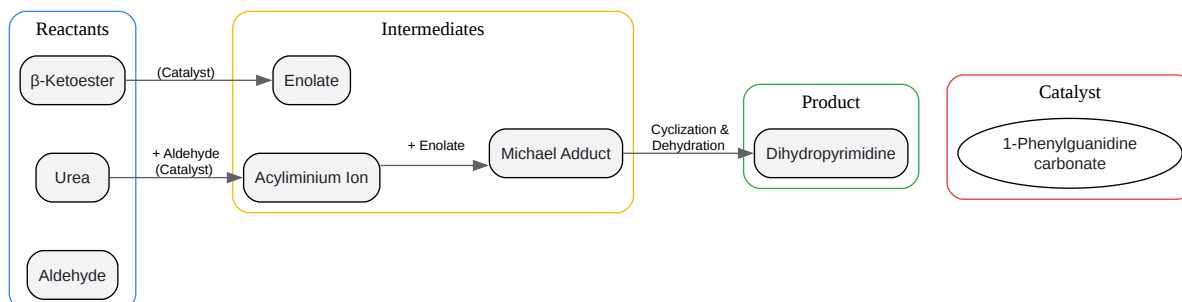 Reactants
β-Ketoester
Urea
Aldehyde
(Catalyst)
+ Aldehyde
(Catalyst)
Intermediates
Enolate
Acyliminium Ion
+ Enolate
Michael Adduct
Cyclization &
Dehydration
Product
Dihydropyrimidine
Catalyst
1-Phenylguanidine
carbonate